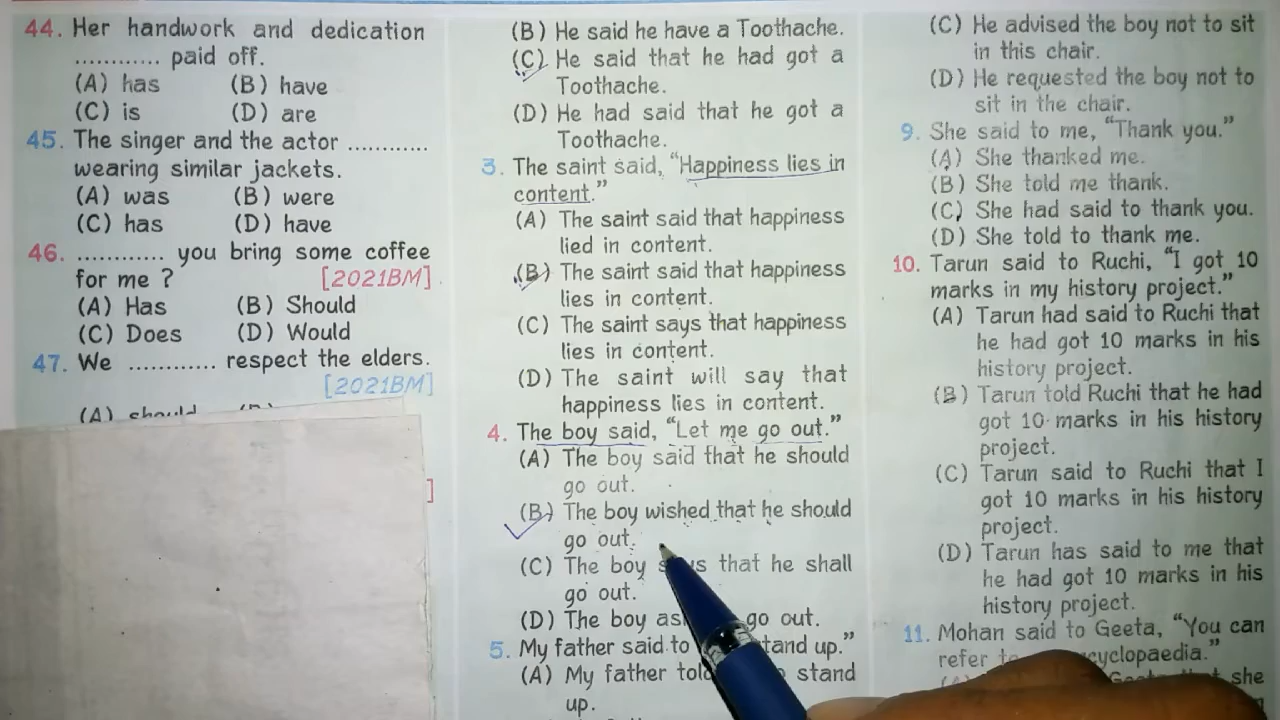 44. Her handwork and dedication
............ paid off.
(A) has (B) have
(C) is (D) are
45. The singer and the actor ............
wearing similar jackets.
(A) was (B) were
(C) has (D) have
46. ............ you bring some coffee
for me ? [2021BM]
(A) Has (B) Should
(C) Does (D) Would
47. We ............ respect the elders.
[2021BM]
(A) should
]
(B) He said he have a Toothache.
(C) He said that he had got a
Toothache.
(D) He had said that he got a
Toothache.
3. The saint said, “Happiness lies in
content.”
(A) The saint said that happiness
lied in content.
(B) The saint said that happiness
lies in content.
(C) The saint says that happiness
lies in content.
(D) The saint will say that
happiness lies in content.
4. The boy said, “Let me go out.”
(A) The boy said that he should
go out.
(B) The boy wished that he should
go out.
(C) The boy that he shall
go out.
(D) The boy go out.
5. My father said to up.”
(A) My father stand
up.
(C) He advised the boy not to sit
in this chair.
(D) He requested the boy not to
sit in the chair.
9. She said to me, “Thank you.”
(A) She thanked me.
(B) She told me thank.
(C) She had said to thank you.
(D) She told to thank me.
10. Tarun said to Ruchi, “I got 10
marks in my history project.”
(A) Tarun had said to Ruchi that
he had got 10 marks in his
history project.
(B) Tarun told Ruchi that he had
got 10 marks in his history
project.
(C) Tarun said to Ruchi that I
got 10 marks in his history
project.
(D) Tarun has said to me that
he had got 10 marks in his
history project.
11. Mohan said to Geeta, “You can
refer
she